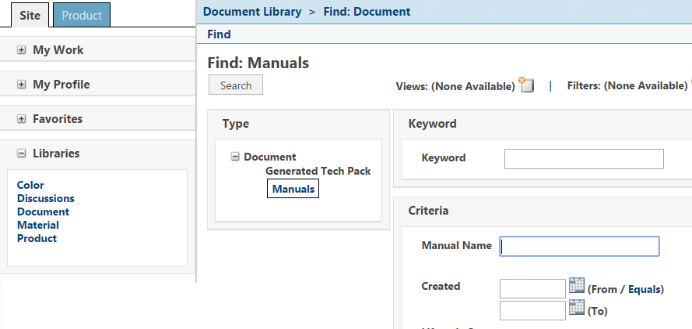 Site Product
My Work
My Profile
Favorites
Libraries
Color
Discussions
Document
Material
Product
Document Library > Find: Document
Find
Find: Manuals
Search
Views: (None Available) | Filters: (None Available)
Type
Document
Generated Tech Pack
Manuals
Keyword
Keyword
Criteria
Manual Name
Created
(From / Equals)
(To)